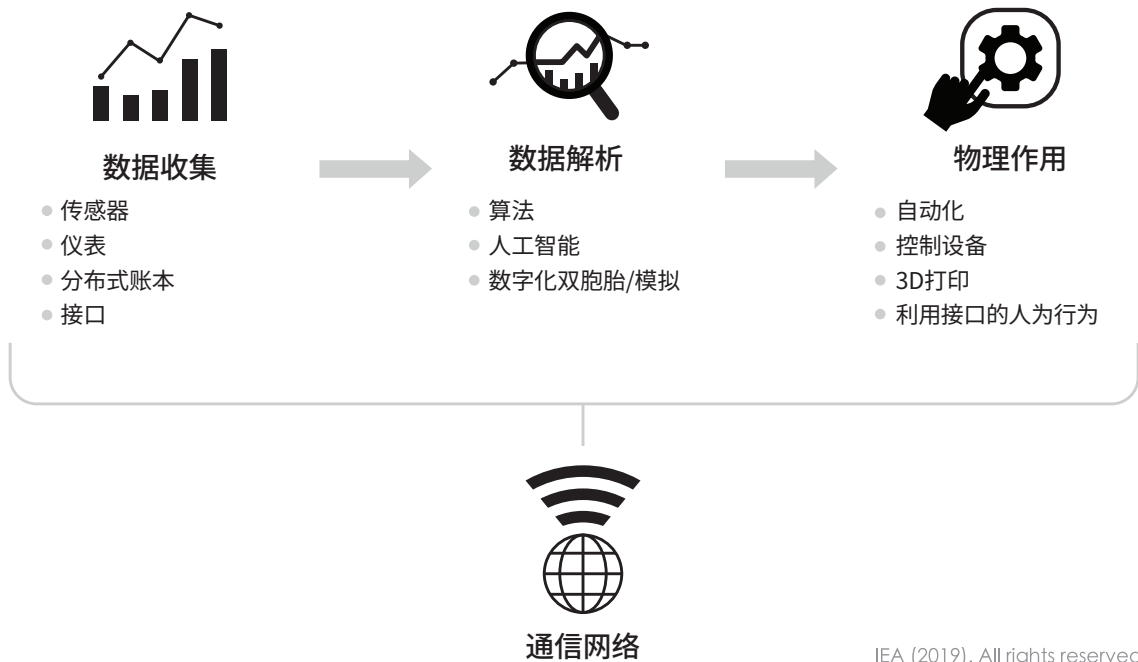 数据收集
传感器
仪表
分布式账本
接口
数据解析
算法
人工智能
数字化双胞胎/模拟
物理作用
自动化
控制设备
3D打印
利用接口的人为行为
通信网络
IEA (2019). All rights reserved